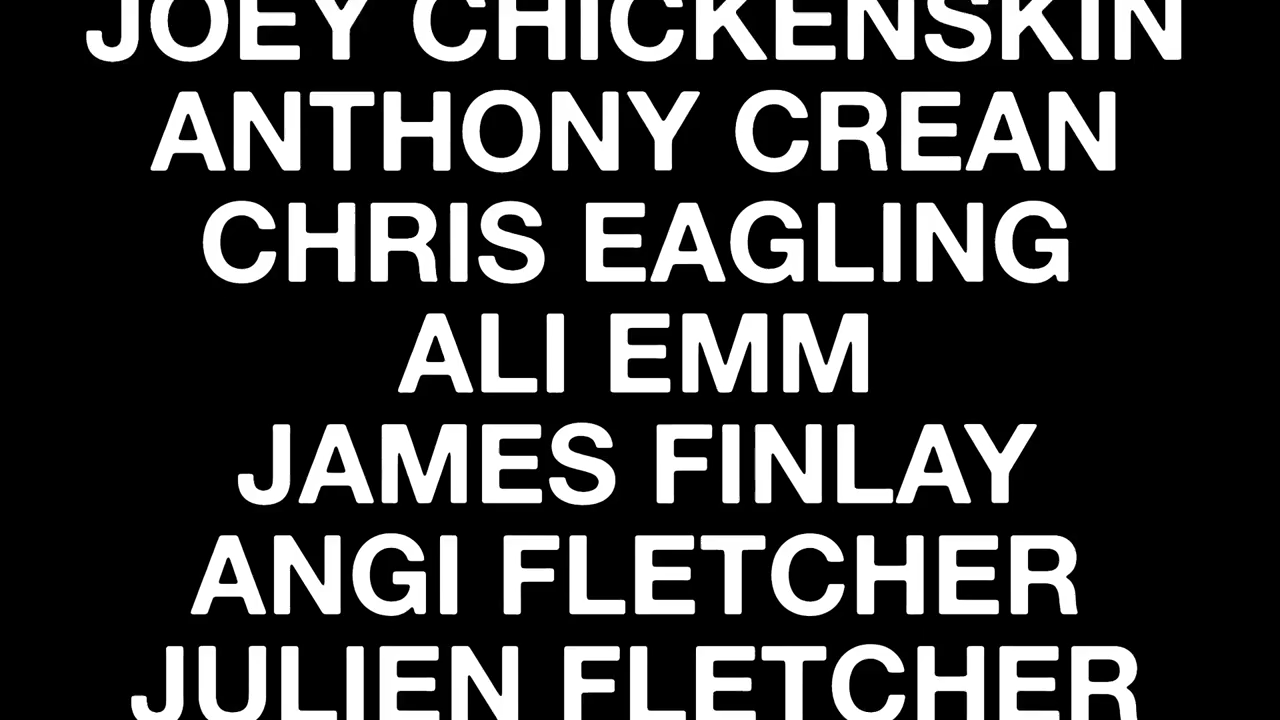 JOEY CHICKENSKIN
ANTHONY CREAN
CHRIS EAGLING
ALI EMM
JAMES FINLAY
ANGI FLETCHER
JULIEN FLETCHER